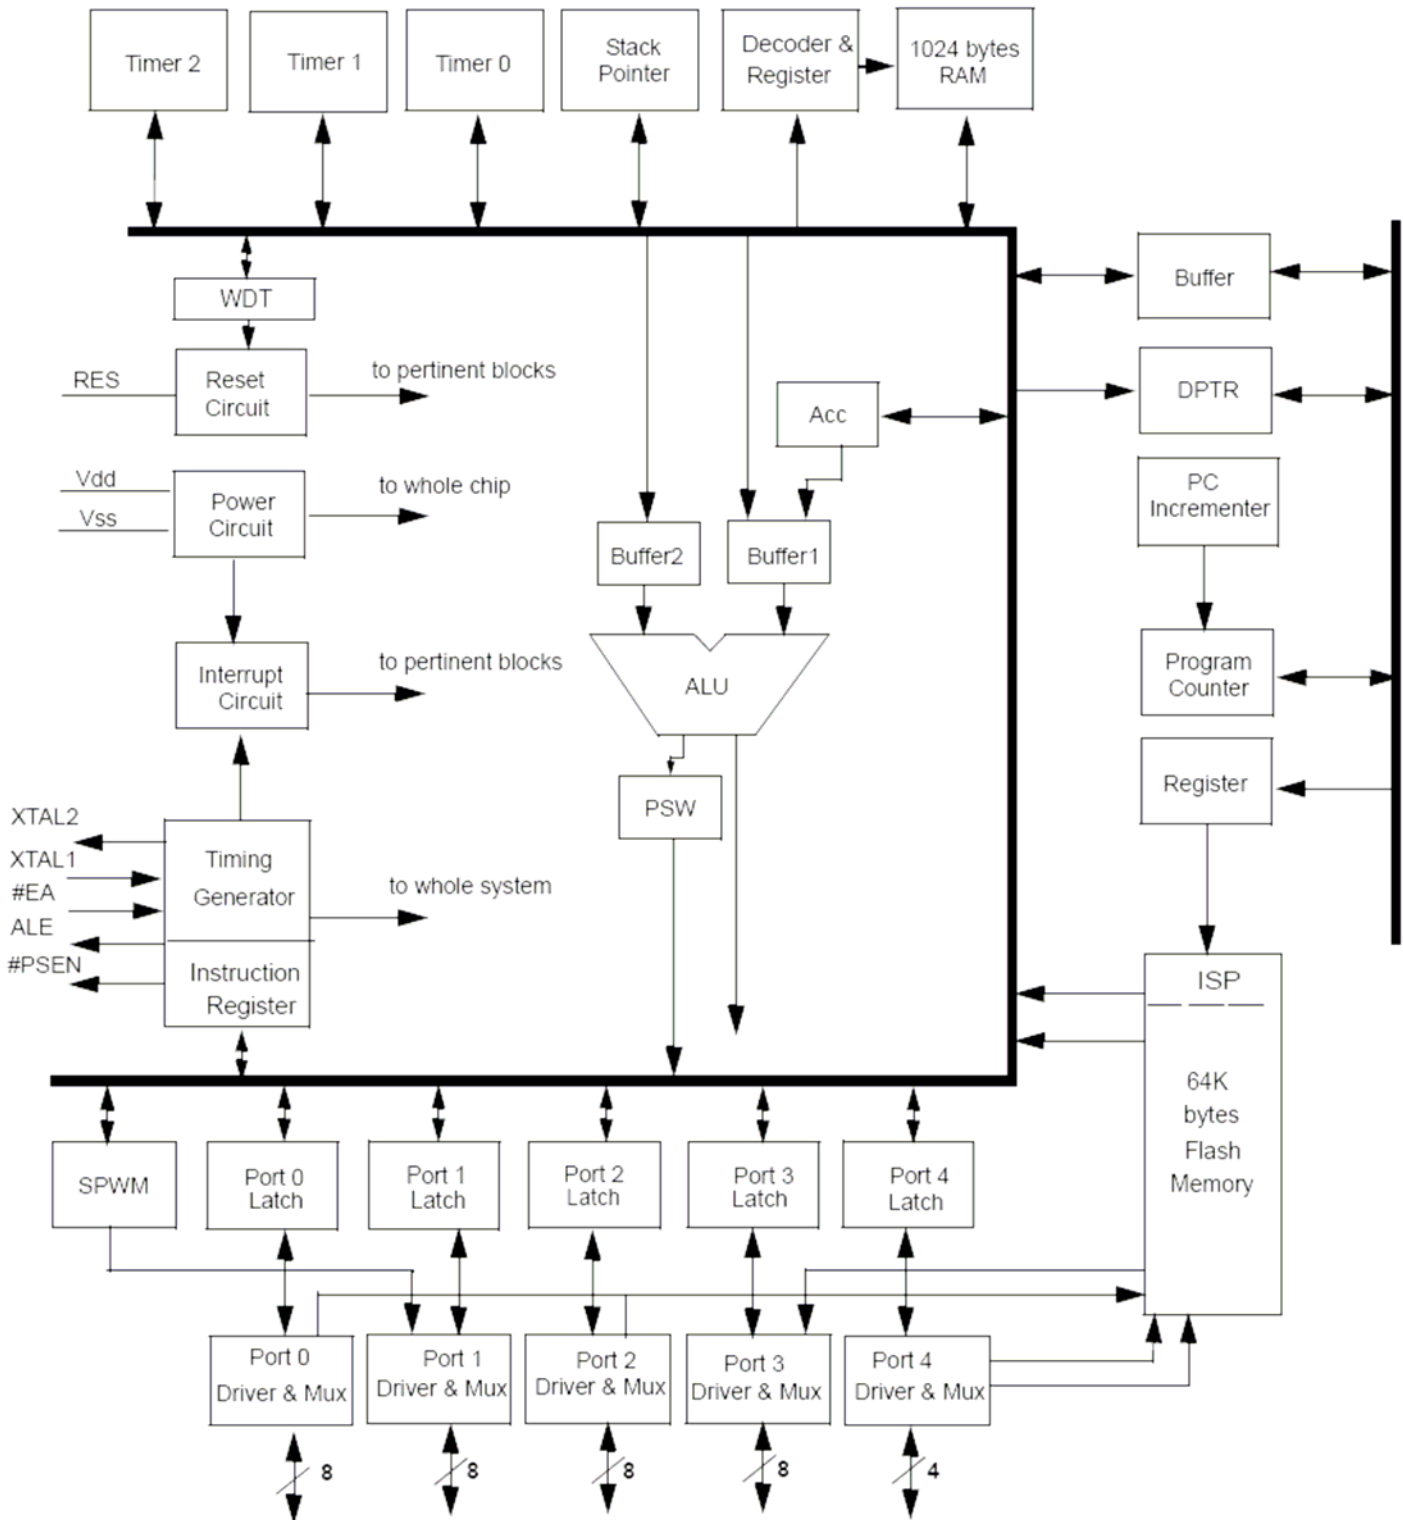 Timer 2
Timer 1
Timer 0
Stack
Pointer
Decoder &
Register
1024 bytes
RAM
WDT
Buffer
RES
Reset
Circuit
to pertinent blocks
Acc
DPTR
Vdd
Vss
Power
Circuit
to whole chip
PC
Incrementer
Buffer2
Buffer1
Interrupt
Circuit
to pertinent blocks
ALU
Program
Counter
PSW
Register
XTAL2
XTAL1
#EA
ALE
#PSEN
Timing
Generator
to whole system
Instruction
Register
ISP
64K
bytes
Flash
Memory
SPWM
Port 0
Latch
Port 1
Latch
Port 2
Latch
Port 3
Latch
Port 4
Latch
Port 0
Driver & Mux
Port 1
Driver & Mux
Port 2
Driver & Mux
Port 3
Driver & Mux
Port 4
Driver & Mux
8
8
8
8
4